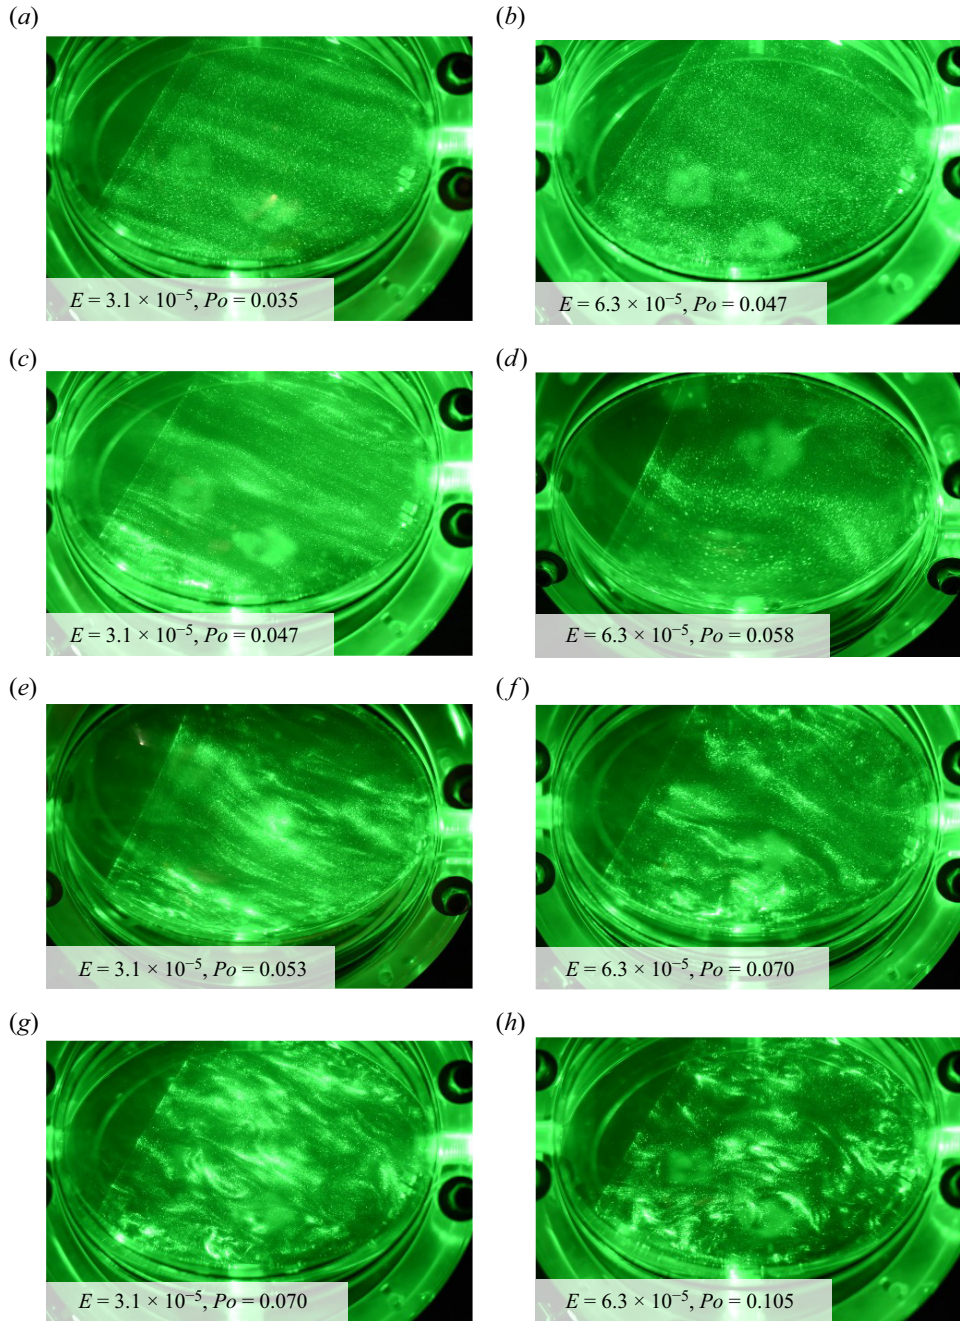 (a)
(b)
E = 3.1 × 10⁻⁵, Po = 0.035
E = 6.3 × 10⁻⁵, Po = 0.047
(c)
(d)
E = 3.1 × 10⁻⁵, Po = 0.047
E = 6.3 × 10⁻⁵, Po = 0.058
(e)
(f)
E = 3.1 × 10⁻⁵, Po = 0.053
E = 6.3 × 10⁻⁵, Po = 0.070
(g)
(h)
E = 3.1 × 10⁻⁵, Po = 0.070
E = 6.3 × 10⁻⁵, Po = 0.105